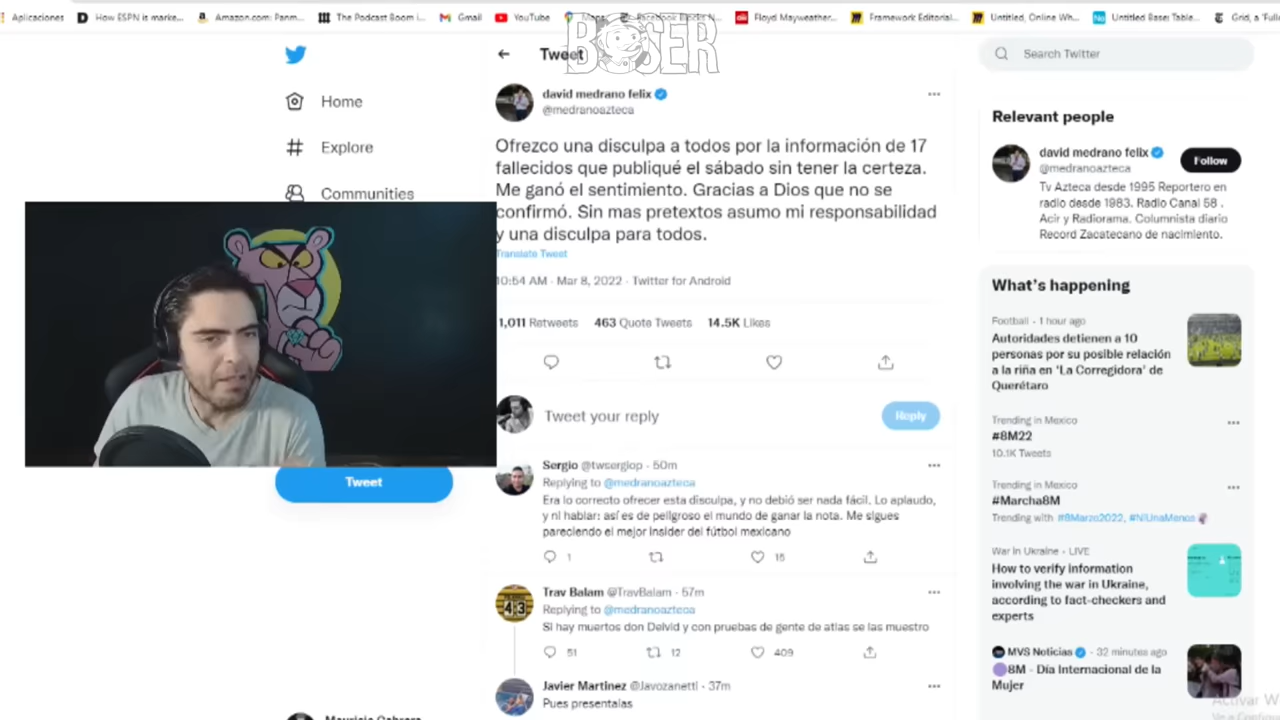 Aplicaciones
How ESPN is marke...
Amazon.com: Panm...
The Podcast Boom i...
Gmail
YouTube
Maps
Facebook Blocks N...
Floyd Mayweather...
Framework Editorial...
Untitled, Online Wh...
Untitled Base: Table...
Grid, a 'Full
BOSER
Home
Explore
Communities
Tweet
Tweet
david medrano felix
@medranoazteca
Ofrezco una disculpa a todos por la información de 17
fallecidos que publiqué el sábado sin tener la certeza.
Me ganó el sentimiento. Gracias a Dios que no se
confirmó. Sin mas pretextos asumo mi responsabilidad
y una disculpa para todos.
Translate Tweet
10:54 AM · Mar 8, 2022 · Twitter for Android
1,011 Retweets 463 Quote Tweets 14.5K Likes
Tweet your reply
Reply
Sergio @twsergiop · 50m
Replying to @medranoazteca
Era lo correcto ofrecer esta disculpa, y no debió ser nada fácil. Lo aplaudo,
y ni hablar: así es de peligroso el mundo de ganar la nota. Me sigues
pareciendo el mejor insider del fútbol mexicano
1
15
Trav Balam @TravBalam · 57m
Replying to @medranoazteca
Si hay muertos don Deivid y con pruebas de gente de atlas se las muestro
51 12 409
Javier Martinez @Javozanetti · 37m
Pues presentalas
Search Twitter
Relevant people
david medrano felix
@medranoazteca
Follow
Tv Azteca desde 1995 Reportero en
radio desde 1983. Radio Canal 58 .
Acir y Radiorama. Columnista diario
Record Zacatecano de nacimiento.
What's happening
Football · 1 hour ago
Autoridades detienen a 10
personas por su posible relación
a la riña en 'La Corregidora' de
Querétaro
Trending in Mexico
#8M22
10.1K Tweets
Trending in Mexico
#Marcha8M
Trending with #8Marzo2022, #NiUnaMenos
War in Ukraine · LIVE
How to verify information
involving the war in Ukraine,
according to fact-checkers and
experts
MVS Noticias · 32 minutes ago
8M - Día Internacional de la
Mujer
Activar W
Mauricio Cabrera